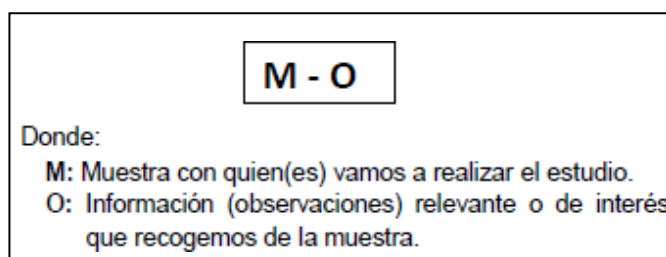 M - O
Donde:
M: Muestra con quien(es) vamos a realizar el estudio.
O: Información (observaciones) relevante o de interés
que recogemos de la muestra.